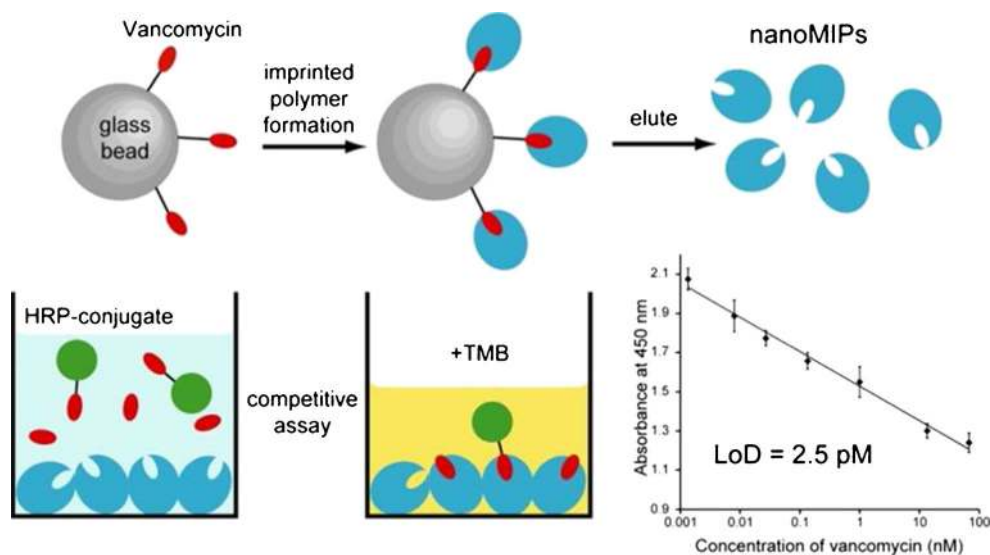 Vancomycin
glass
bead
imprinted
polymer
formation
elute
nanoMIPs
HRP-conjugate
competitive
assay
+TMB
Absorbance at 450 nm
2.1
1.9
1.7
1.5
1.3
1.1
0.9
LoD = 2.5 pM
0.001 0.01 0.1 1 10 100
Concentration of vancomycin (nM)